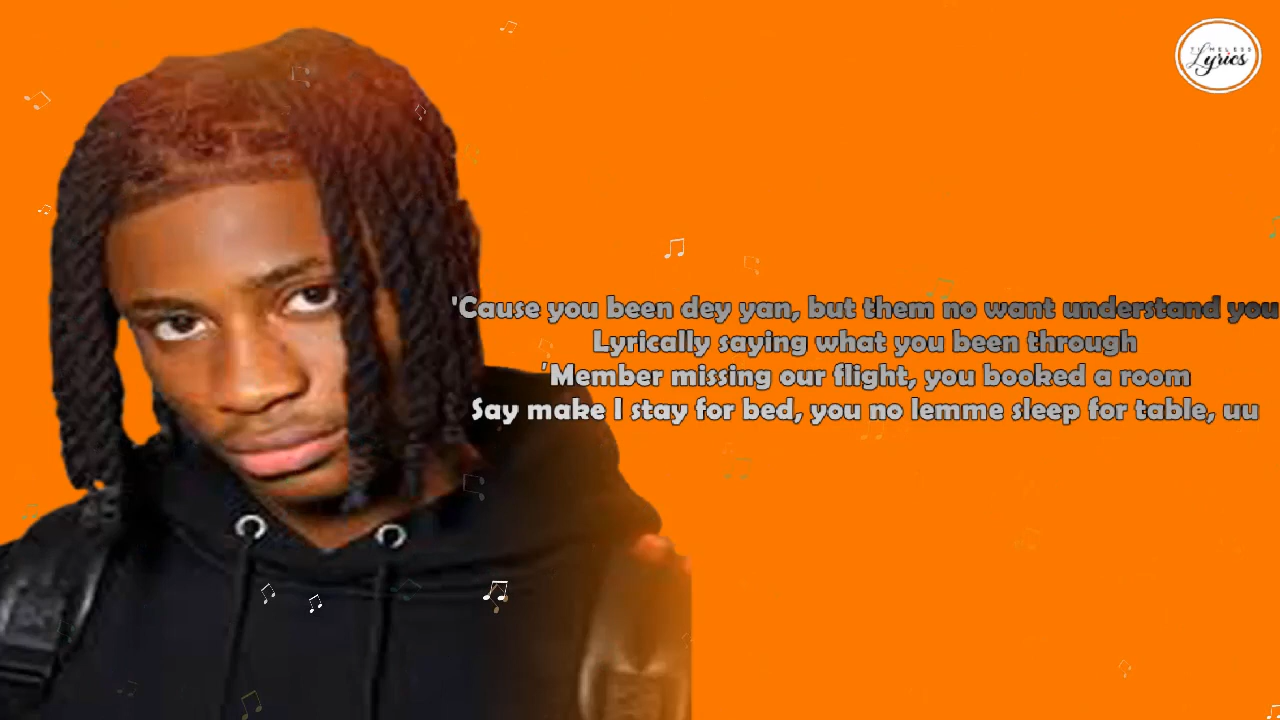 TIMELESS
Lyrics
'Cause you been dey yan, but them no want understand you
Lyrically saying what you been through
'Member missing our flight, you booked a room
Say make I stay for bed, you no lemme sleep for table, uu